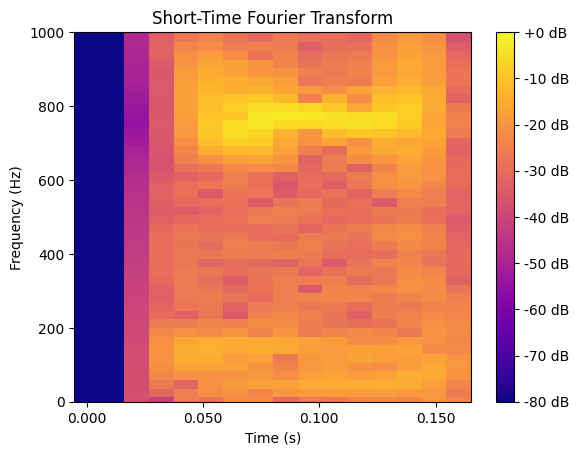 Short-Time Fourier Transform
Frequency (Hz)
1000
800
600
400
200
0
0.000
0.050
0.100
0.150
Time (s)
+0 dB
-10 dB
-20 dB
-30 dB
-40 dB
-50 dB
-60 dB
-70 dB
-80 dB